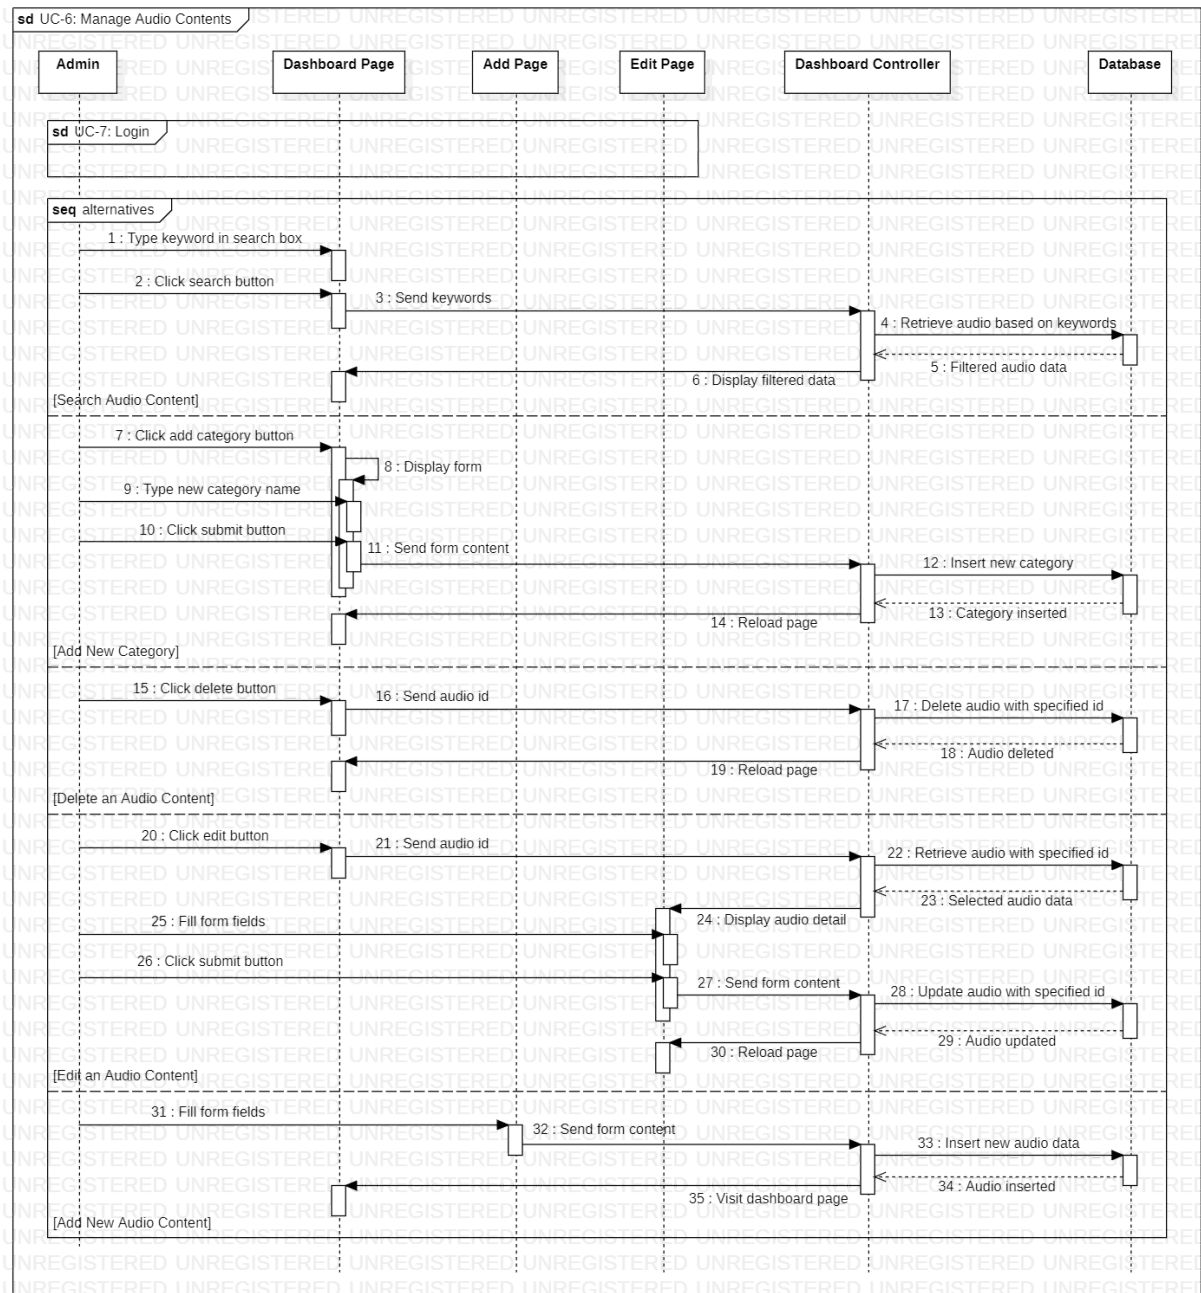 sd UC-6: Manage Audio Contents
Admin
Dashboard Page
Add Page
Edit Page
Dashboard Controller
Database
sd UC-7: Login
seq alternatives
1 : Type keyword in search box
2 : Click search button
3 : Send keywords
4 : Retrieve audio based on keywords
5 : Filtered audio data
6 : Display filtered data
[Search Audio Content]
7 : Click add category button
8 : Display form
9 : Type new category name
10 : Click submit button
11 : Send form content
12 : Insert new category
13 : Category inserted
14 : Reload page
[Add New Category]
15 : Click delete button
16 : Send audio id
17 : Delete audio with specified id
18 : Audio deleted
19 : Reload page
[Delete an Audio Content]
20 : Click edit button
21 : Send audio id
22 : Retrieve audio with specified id
23 : Selected audio data
24 : Display audio detail
25 : Fill form fields
26 : Click submit button
27 : Send form content
28 : Update audio with specified id
29 : Audio updated
30 : Reload page
[Edit an Audio Content]
31 : Fill form fields
32 : Send form content
33 : Insert new audio data
34 : Audio inserted
35 : Visit dashboard page
[Add New Audio Content]
UNREGISTERED